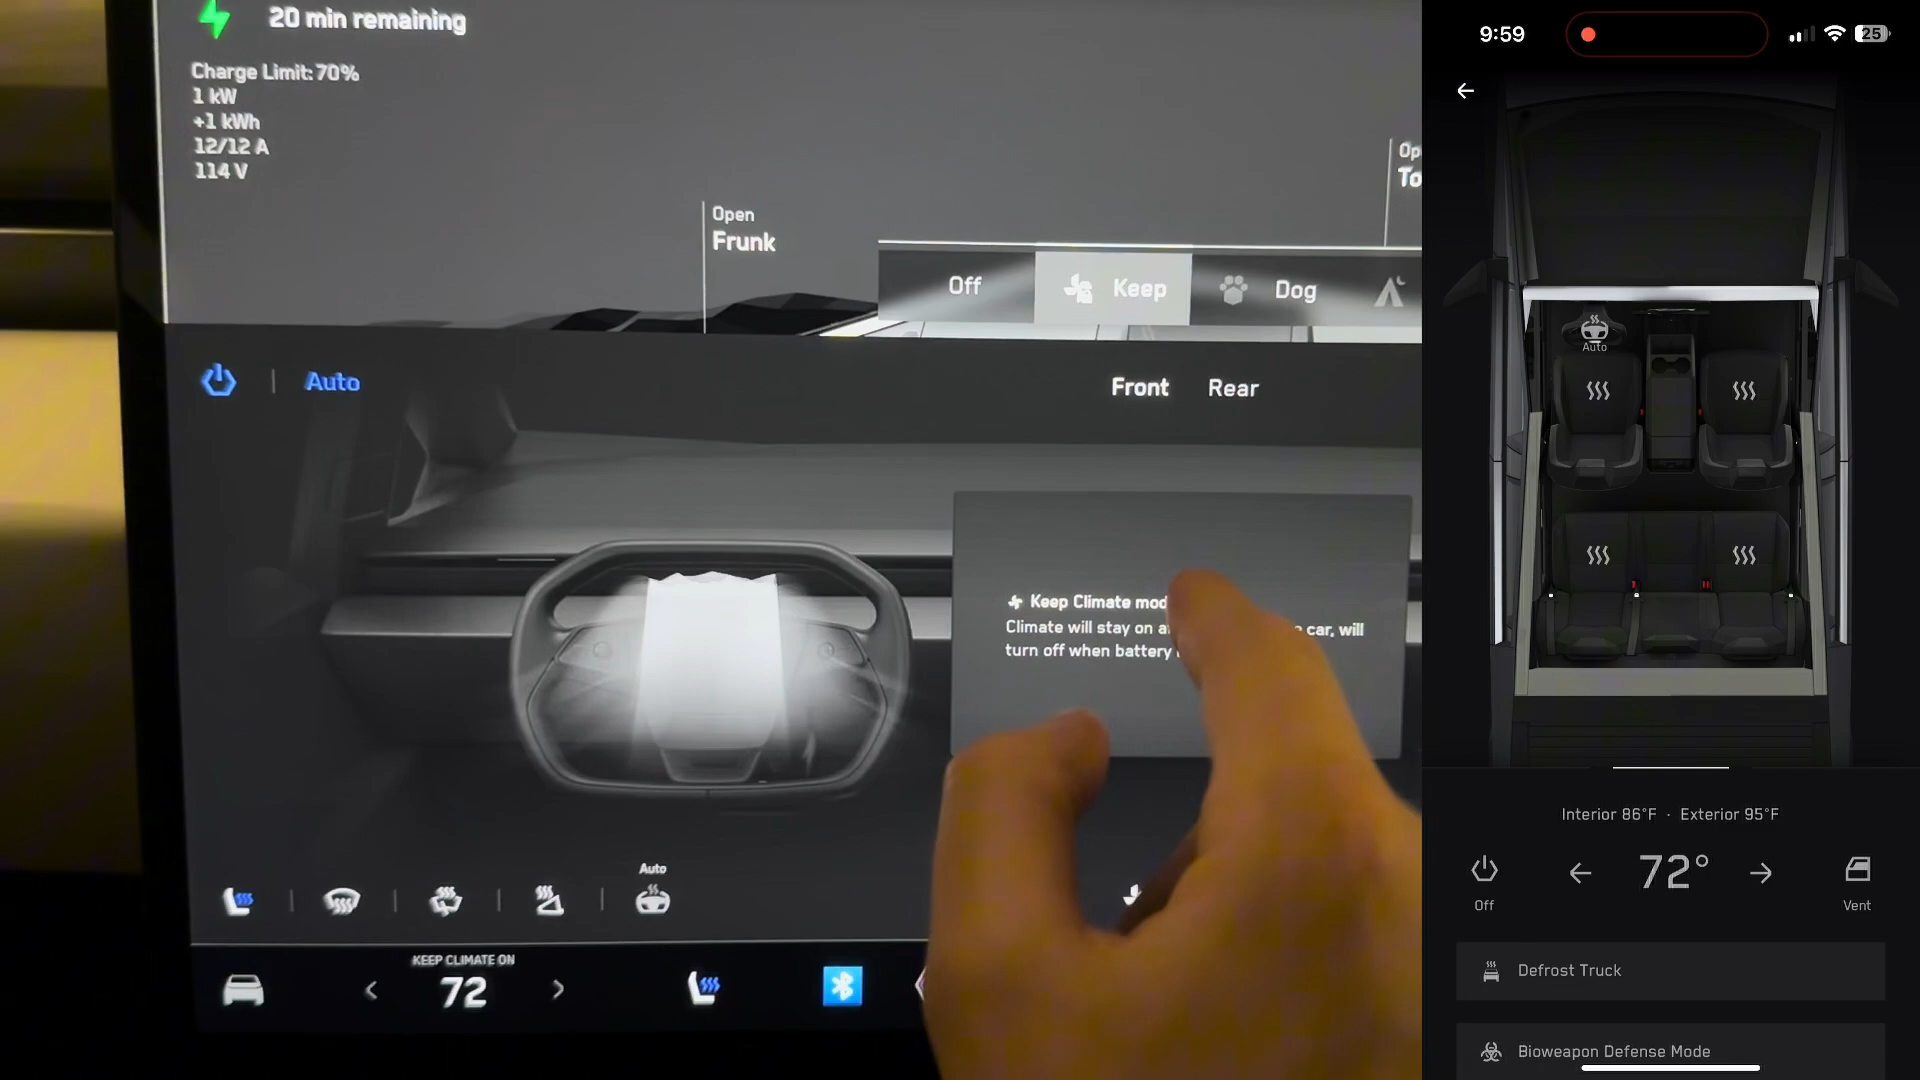 20 min remaining
Charge Limit: 70%
1 kW
+1 kWh
12/12 A
114 V
Open
Frunk
Off
Keep
Dog
Auto
Front
Rear
Keep Climate
Climate will stay on
car, will
turn off when battery
Auto
KEEP CLIMATE ON
72
9:59
25
Auto
Interior 86°F · Exterior 95°F
72°
Off
Vent
Defrost Truck
Bioweapon Defense Mode